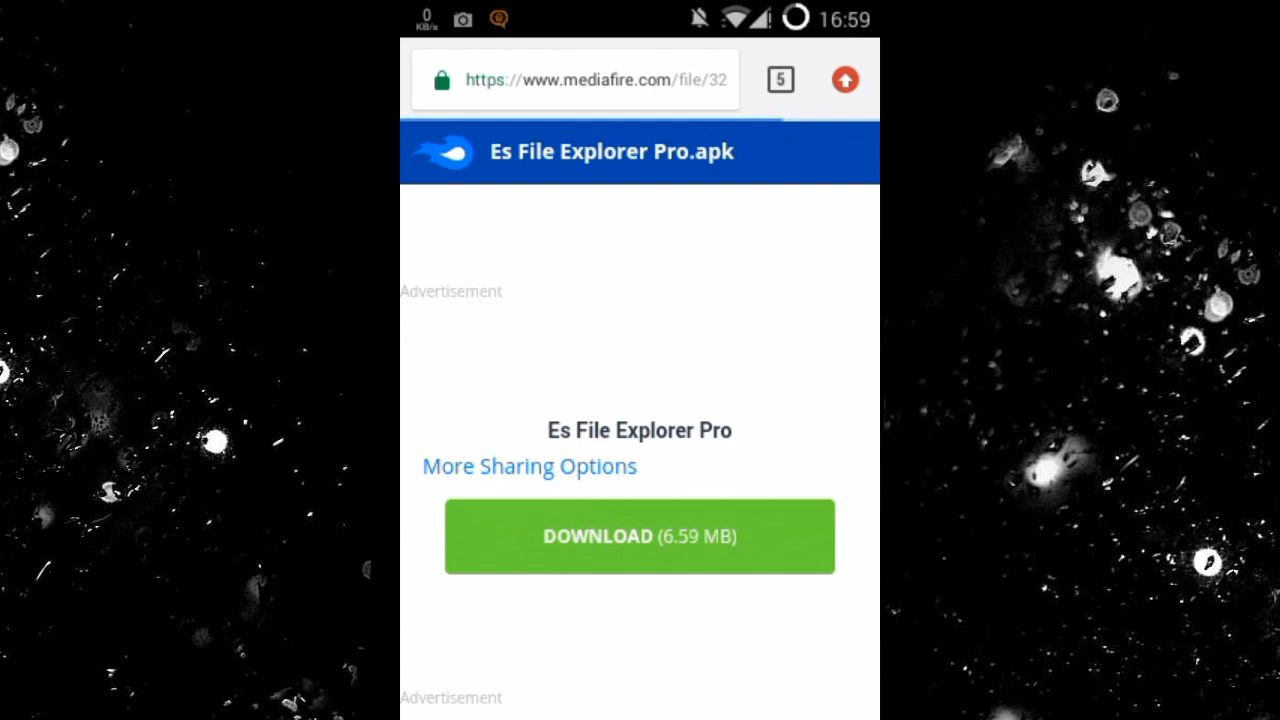 0
KB/s
16:59
https://www.mediafire.com/file/32
5
Es File Explorer Pro.apk
Advertisement
Es File Explorer Pro
More Sharing Options
DOWNLOAD (6.59 MB)
Advertisement